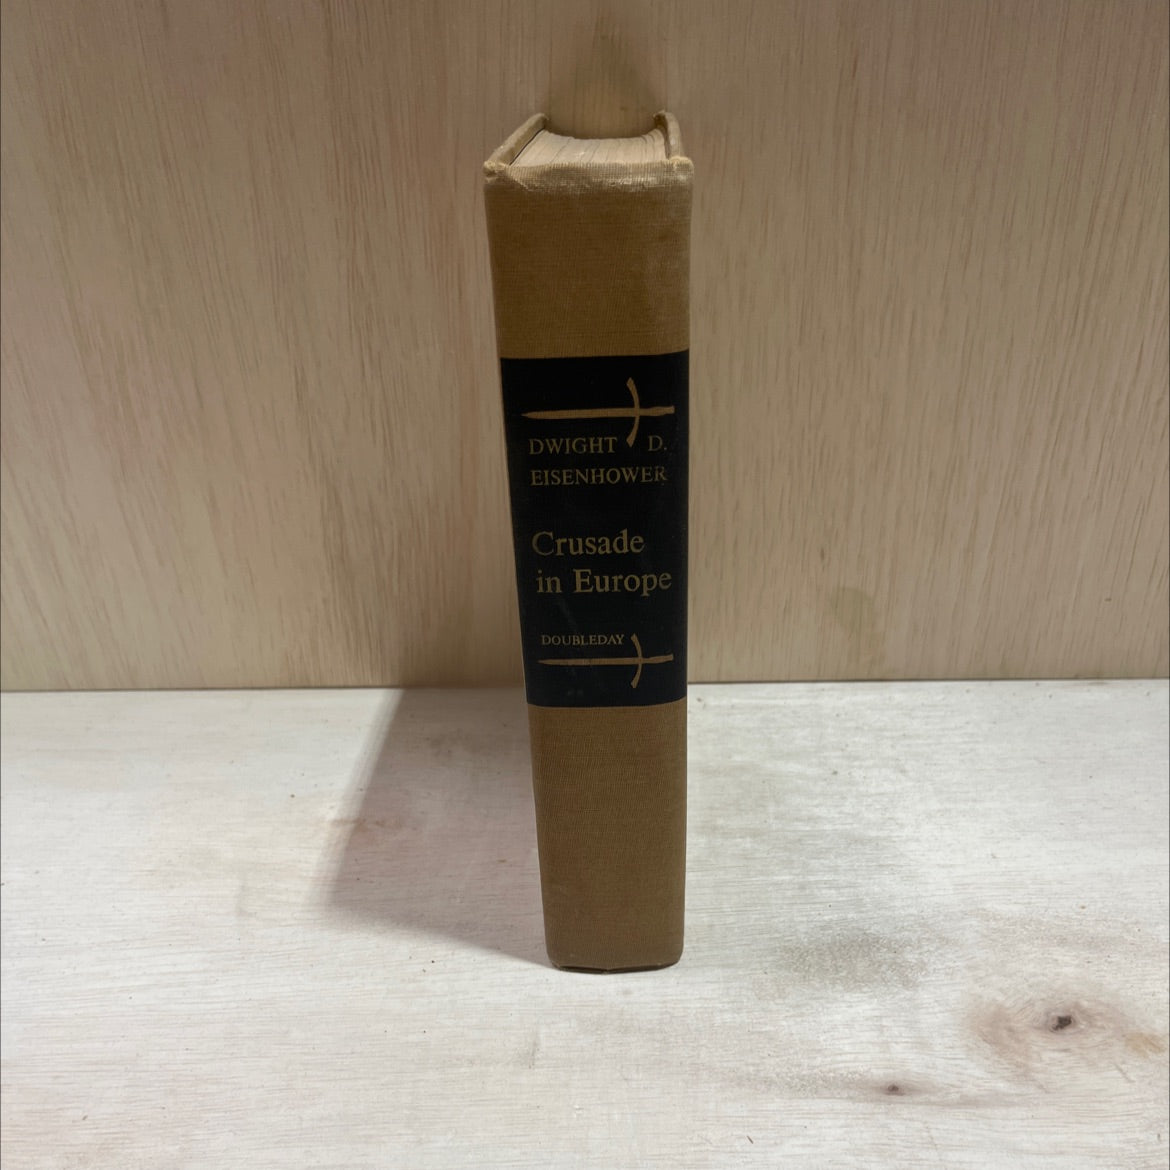 DWIGHT D.
EISENHOWER
Crusade
in Europe
DOUBLEDAY